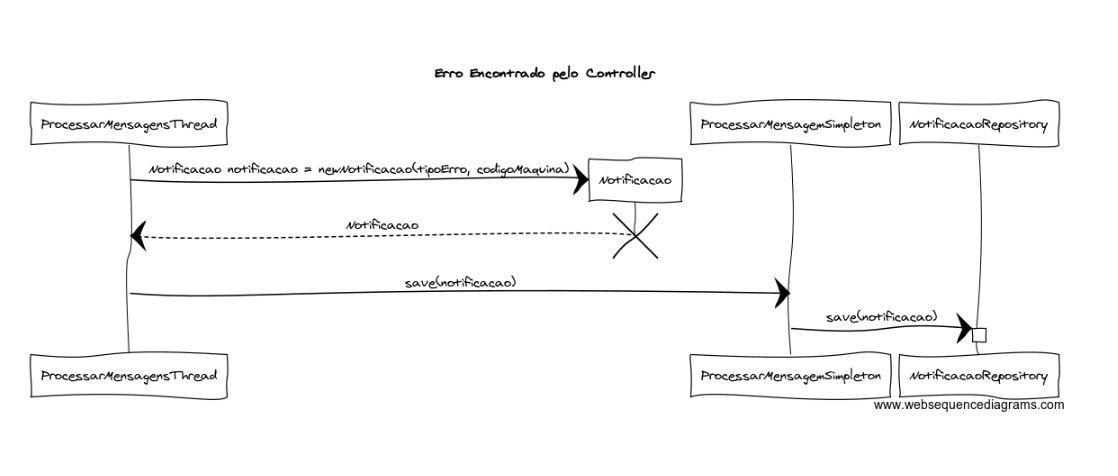 Erro Encontrado pelo Controller
ProcessarMensagensThread
ProcessarMensagemSimpleton
NotificacaoRepository
Notificacao notificacao = newNotificacao(tipoErro, codigoMaquina)
Notificacao
Notificacao
save(notificacao)
save(notificacao)
ProcessarMensagensThread
ProcessarMensagemSimpleton
NotificacaoRepository
www.websequencediagrams.com